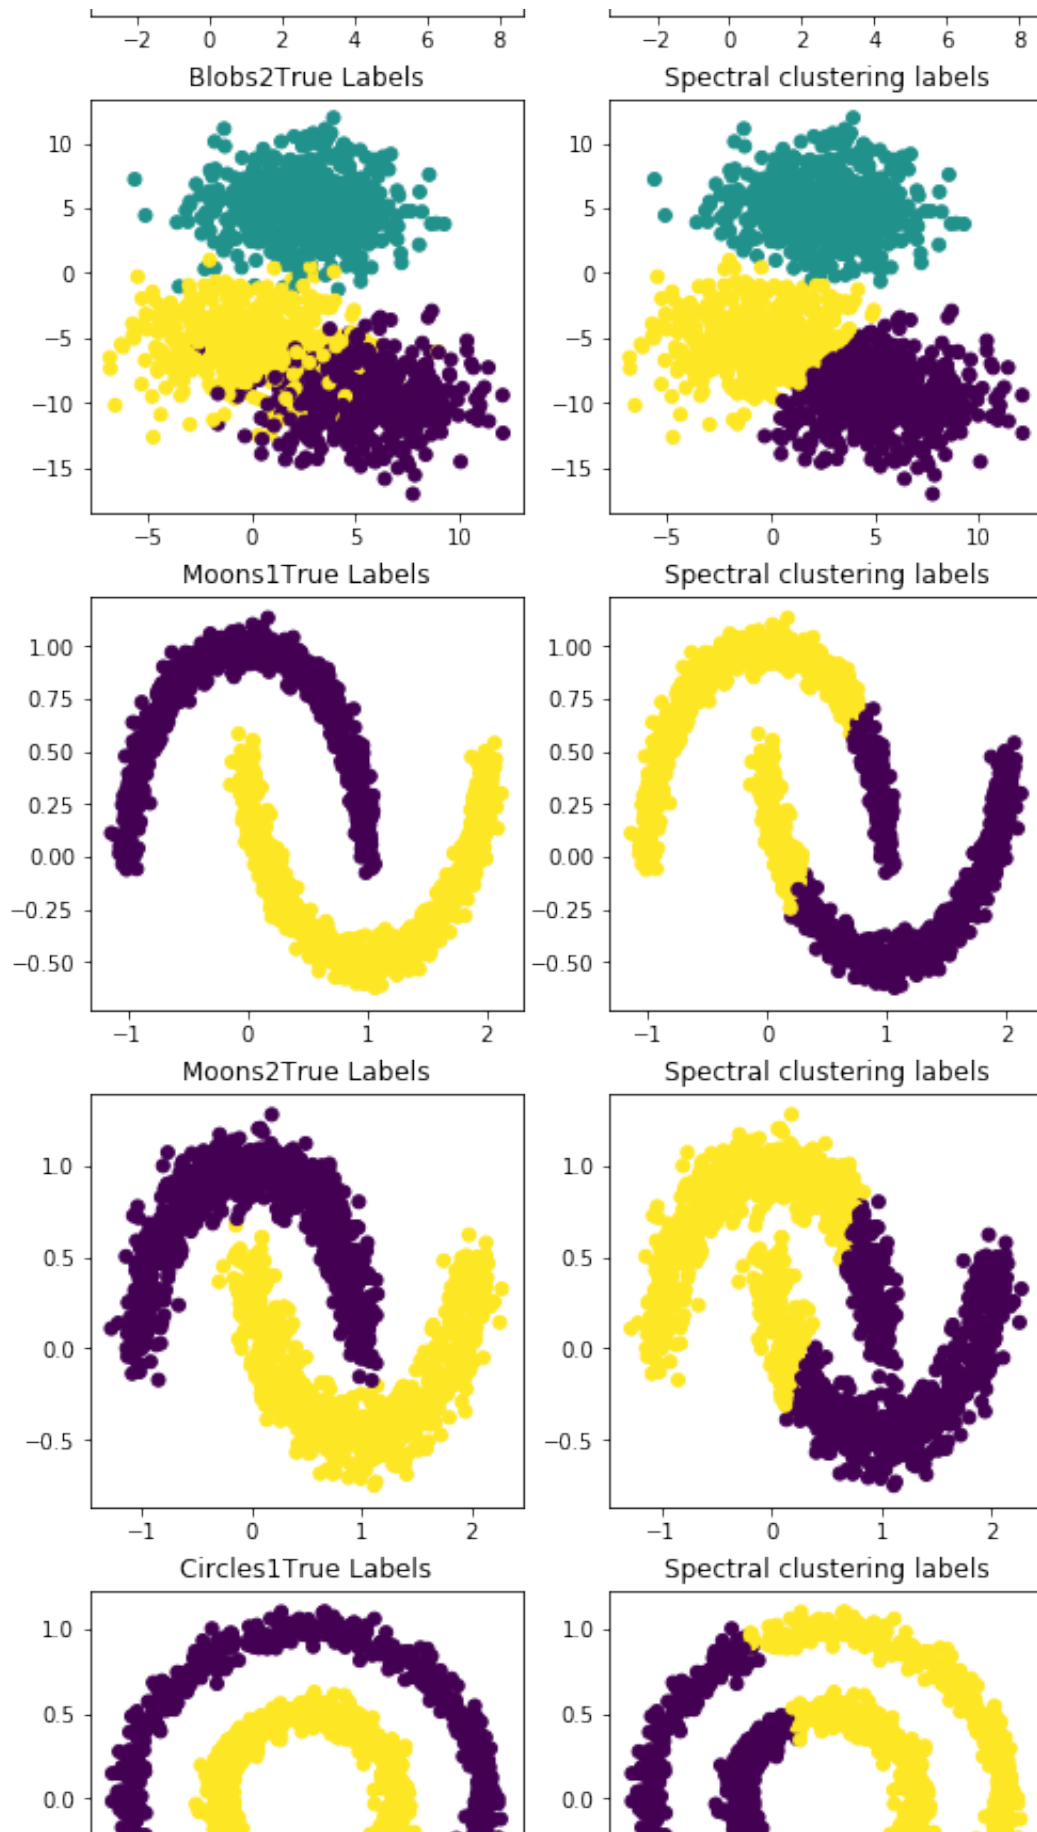 −2 0 2 4 6 8 −2 0 2 4 6 8
Blobs2True Labels Spectral clustering labels
10 10
5 5
0 0
−5 −5
−10 −10
−15 −15
−5 0 5 10 −5 0 5 10
Moons1True Labels Spectral clustering labels
1.00 1.00
0.75 0.75
0.50 0.50
0.25 0.25
0.00 0.00
−0.25 −0.25
−0.50 −0.50
−1 0 1 2 −1 0 1 2
Moons2True Labels Spectral clustering labels
1.0 1.0
0.5 0.5
0.0 0.0
−0.5 −0.5
−1 0 1 2 −1 0 1 2
Circles1True Labels Spectral clustering labels
1.0 1.0
0.5 0.5
0.0 0.0